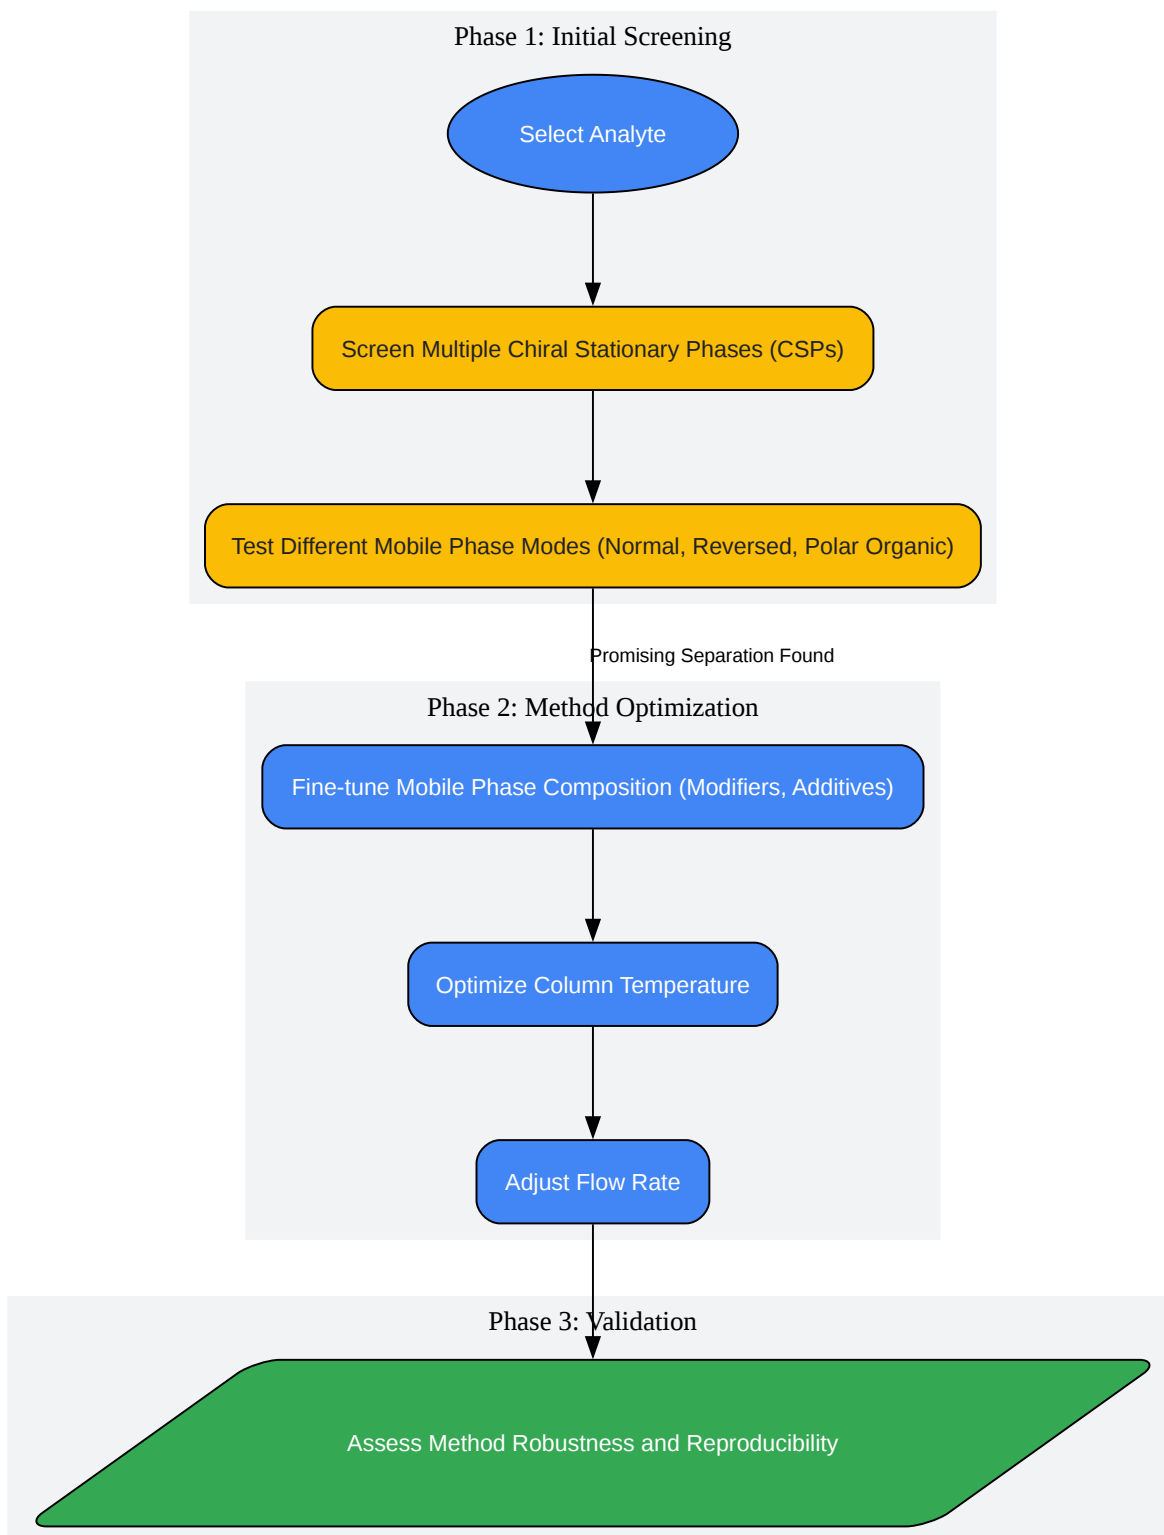 Phase 1: Initial Screening
Select Analyte
Screen Multiple Chiral Stationary Phases (CSPs)
Test Different Mobile Phase Modes (Normal, Reversed, Polar Organic)
Promising Separation Found
Phase 2: Method Optimization
Fine-tune Mobile Phase Composition (Modifiers, Additives)
Optimize Column Temperature
Adjust Flow Rate
Phase 3: Validation
Assess Method Robustness and Reproducibility